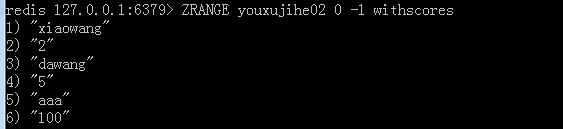 redis 127.0.0.1:6379> ZRANGE youxujihe02 0 -1 withscores
1) "xiaowang"
2) "2"
3) "dawang"
4) "5"
5) "aaa"
6) "100"